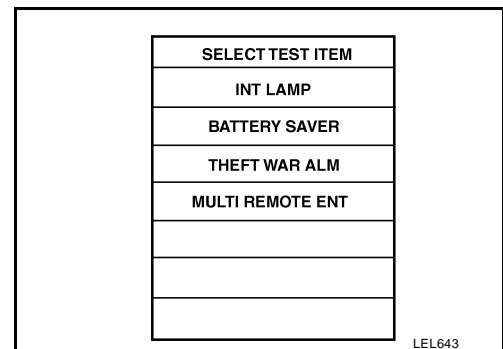 SELECT TEST ITEM
INT LAMP
BATTERY SAVER
THEFT WAR ALM
MULTI REMOTE ENT
LEL643